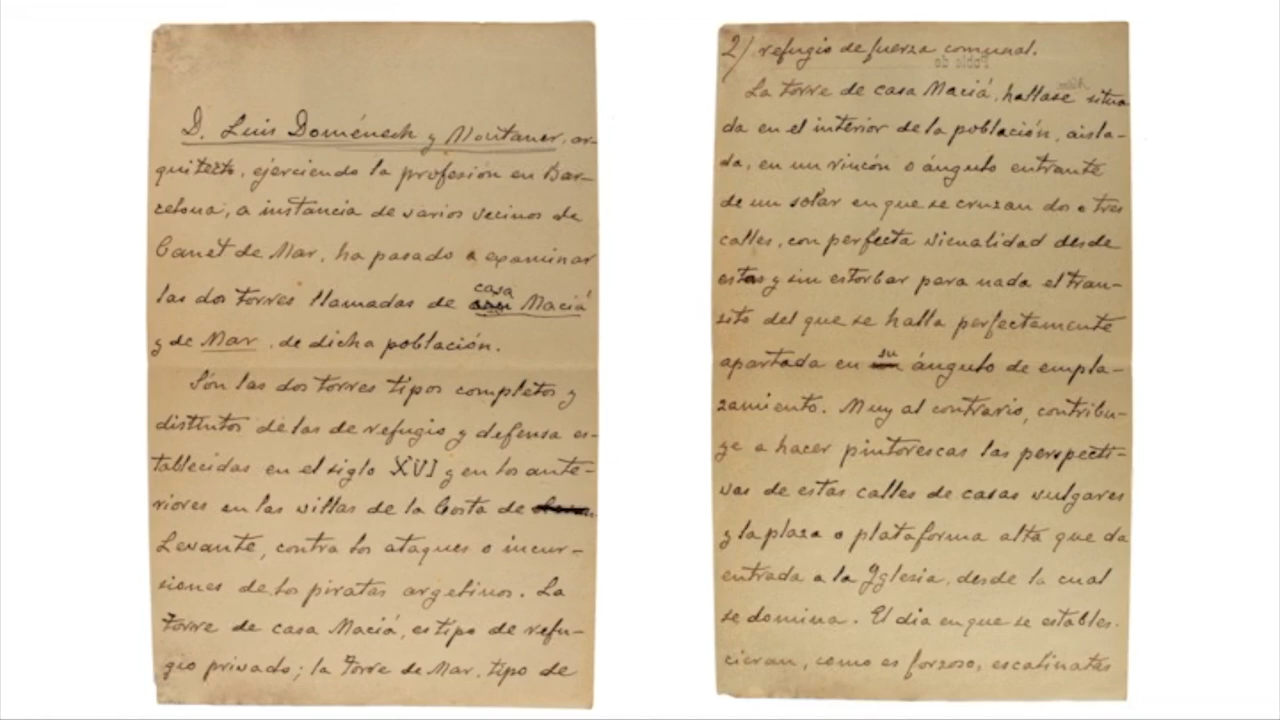 D. Luis Doménech y Montaner, ar-
quitecto, ejerciendo la profesión en Bar-
celona, a instancia de varios vecinos de
Canet de Mar, ha pasado a examinar
las dos torres llamadas de casa Maciá
y de Mar, de dicha población.
Són las dos torres tipos completos y
distintos de las de refugio y defensa es-
tablecidas en el siglo XVI y en los ante-
riores en las villas de la Costa de
Levante, contra los ataques o incur-
siones de los piratas argelinos. La
Torre de casa Maciá, es tipo de refu-
gio privado; la Torre de Mar, tipo de
2/ refugio de fuerza comunal.
La torre de casa Maciá, hallase situa
da en el interior de la población, aisla-
da, en un rincón o ángulo entrante
de un solar en que se cruzan dos o tres
calles, con perfecta visualidad desde
estas y sin estorbar para nada el tran-
sito del que se halla perfectamente
apartada en su ángulo de empla-
zamiento. Muy al contrario, contribu-
ye a hacer pintorescas las perspecti-
vas de estas calles de casas vulgares
y la plaza o plataforma alta que da
entrada a la Yglesia, desde la cual
se domina. El dia en que se estables-
cieran, como es forzoso, escalinatas